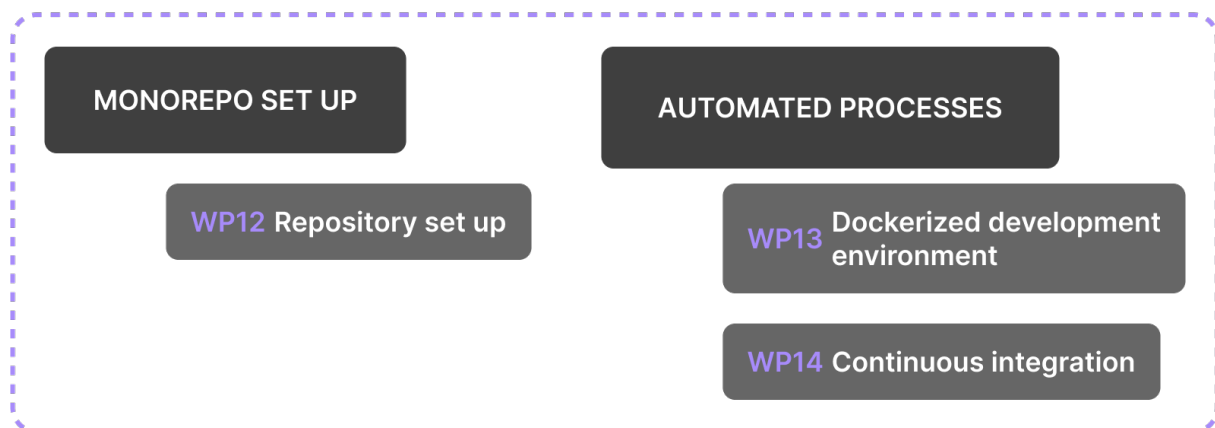 MONOREPO SET UP
WP12 Repository set up
AUTOMATED PROCESSES
WP13 Dockerized development
environment
WP14 Continuous integration